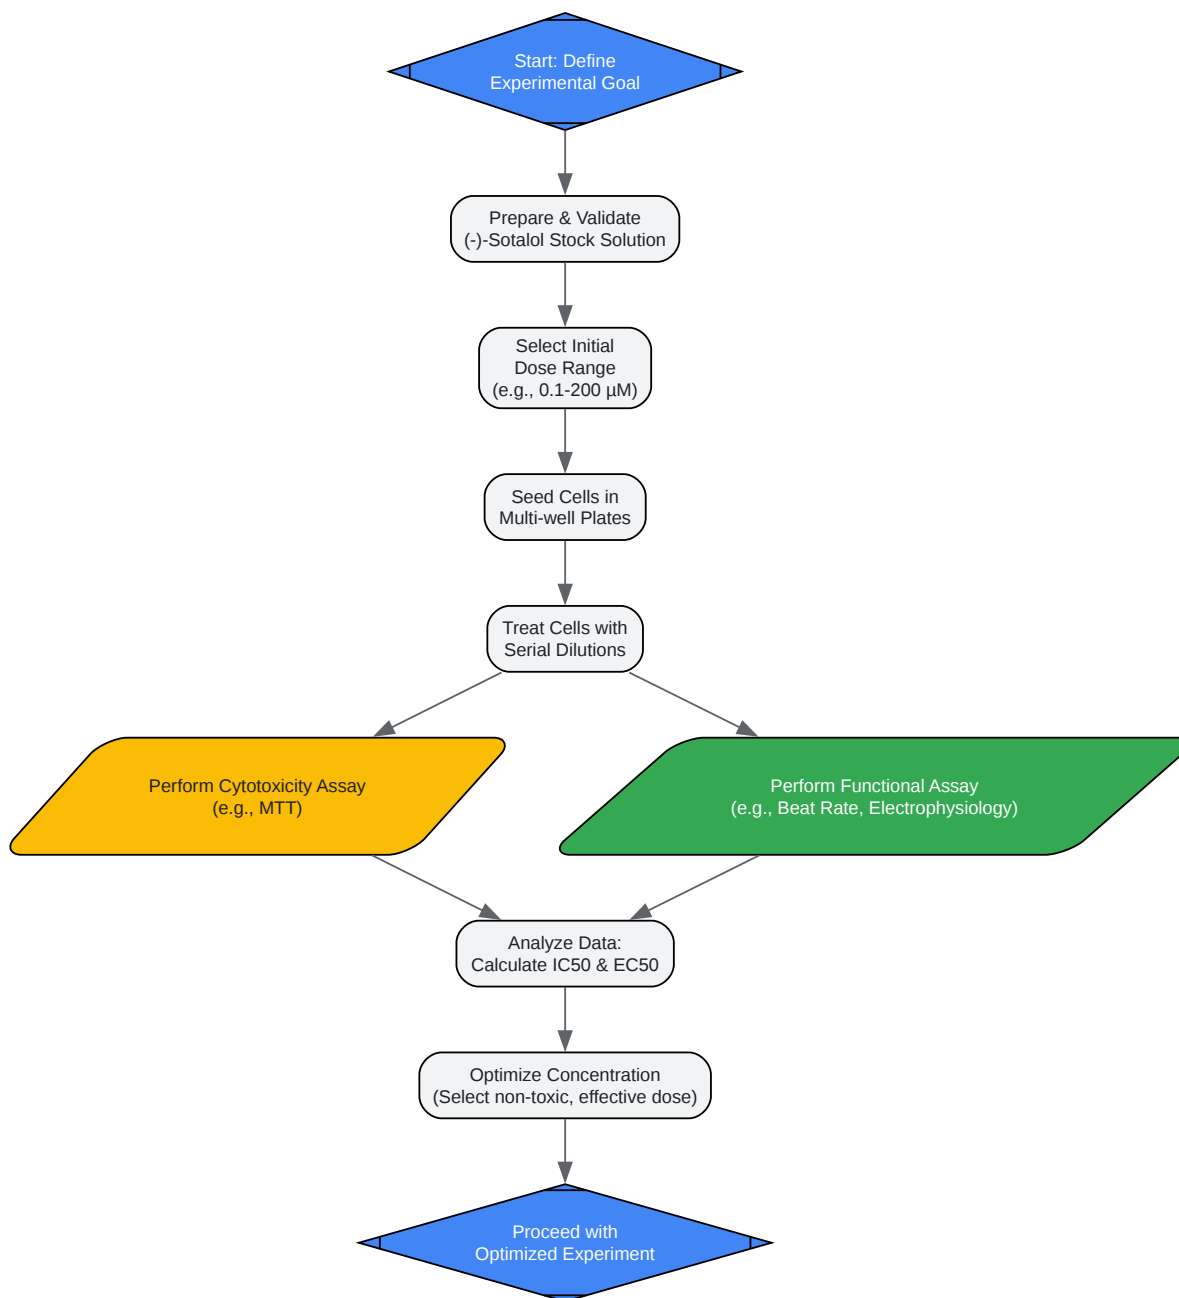 Start: Define
Experimental Goal
Prepare & Validate
(-)-Sotalol Stock Solution
Select Initial
Dose Range
(e.g., 0.1-200 µM)
Seed Cells in
Multi-well Plates
Treat Cells with
Serial Dilutions
Perform Cytotoxicity Assay
(e.g., MTT)
Perform Functional Assay
(e.g., Beat Rate, Electrophysiology)
Analyze Data:
Calculate IC50 & EC50
Optimize Concentration
(Select non-toxic, effective dose)
Proceed with
Optimized Experiment